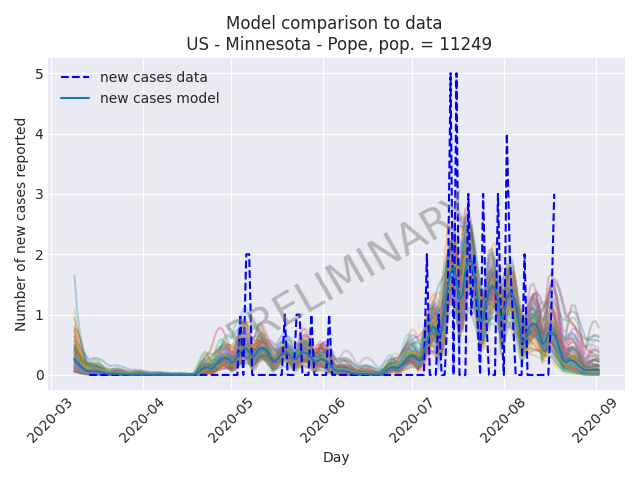 Model comparison to data
US - Minnesota - Pope, pop. = 11249
new cases data
new cases model
PRELIMINARY
Number of new cases reported
5
4
3
2
1
0
2020-03
2020-04
2020-05
2020-06
2020-07
2020-08
2020-09
Day